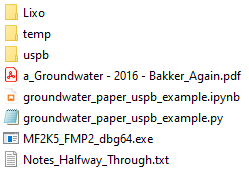 Lixo
temp
uspb
a_Groundwater - 2016 - Bakker_Again.pdf
groundwater_paper_uspb_example.ipynb
groundwater_paper_uspb_example.py
MF2K5_FMP2_dbg64.exe
Notes_Halfway_Through.txt